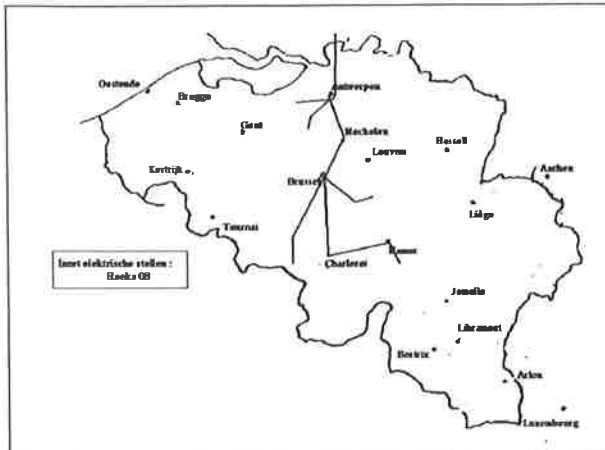 Oostende
Brugge
Gent
Antwerpen
Mechelen
Leuven
Hasselt
Aachen
Kortrijk
Brussel
Liège
Tournai
Inzet elektrische stellen :
Reeks 08
Charleroi
Namur
Jemelle
Libramont
Bertrix
Arlon
Luxembourg